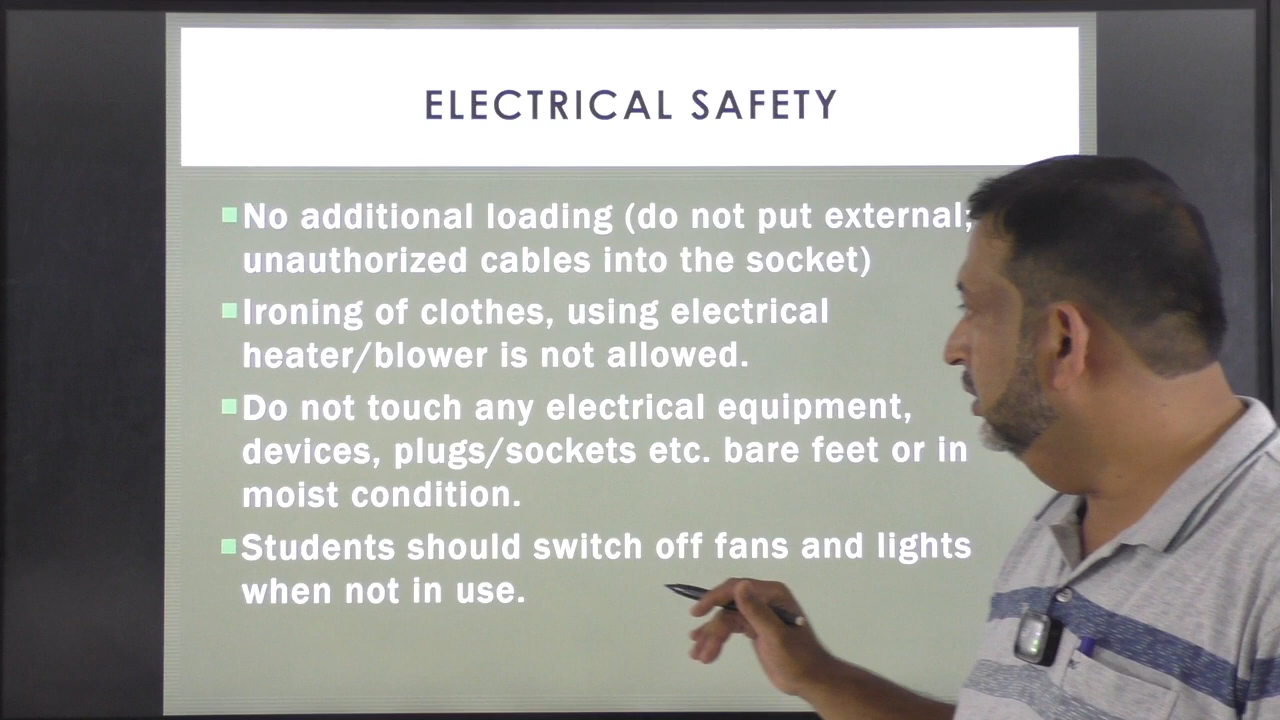 ELECTRICAL SAFETY
No additional loading (do not put external;
unauthorized cables into the socket)
Ironing of clothes, using electrical
heater/blower is not allowed.
Do not touch any electrical equipment,
devices, plugs/sockets etc. bare feet or in
moist condition.
Students should switch off fans and lights
when not in use.